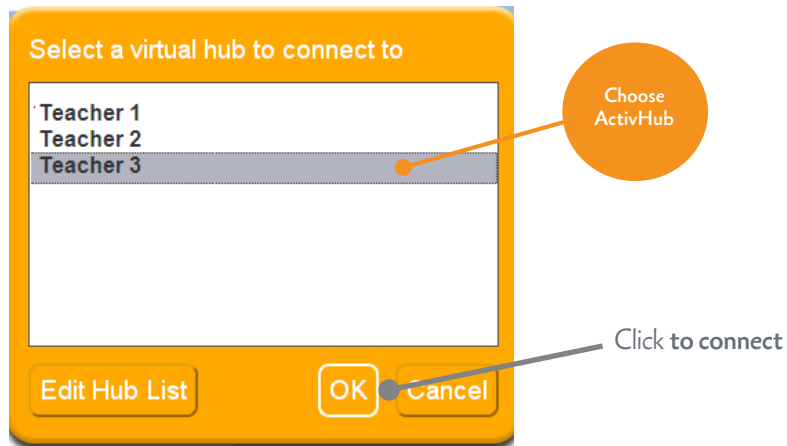 Select a virtual hub to connect to
Teacher 1
Teacher 2
Teacher 3
Choose
ActivHub
Click to connect
Edit Hub List
OK
Cancel